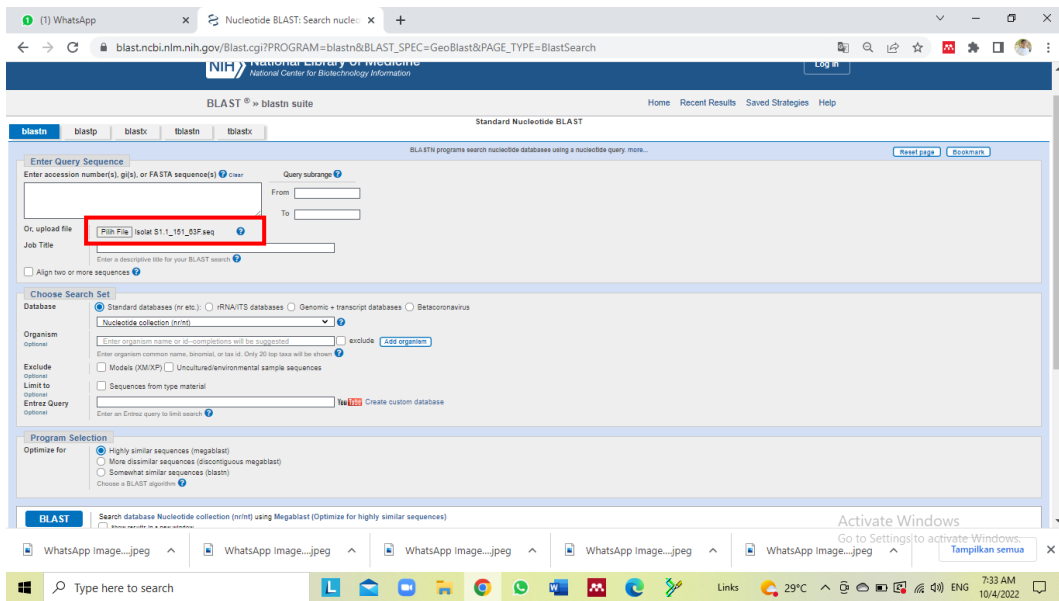 (1) WhatsApp
Nucleotide BLAST: Search nucleo
blast.ncbi.nlm.nih.gov/Blast.cgi?PROGRAM=blastn&BLAST_SPEC=GeoBlast&PAGE_TYPE=BlastSearch
NIH National Library of Medicine
National Center for Biotechnology Information
Log in
BLAST ® » blastn suite
Home Recent Results Saved Strategies Help
Standard Nucleotide BLAST
blastn blastp blastx tblastn tblastx
BLASTN programs search nucleotide databases using a nucleotide query. more...
Reset page Bookmark
Enter Query Sequence
Enter accession number(s), gi(s), or FASTA sequence(s) ? Clear
Query subrange ?
From
To
Or, upload file Pilih File Isolat S1.1_151_63F.seq ?
Job Title
Enter a descriptive title for your BLAST search ?
Align two or more sequences ?
Choose Search Set
Database Standard databases (nr etc.): rRNA/ITS databases Genomic + transcript databases Betacoronavirus
Nucleotide collection (nr/nt) ?
Organism
Optional
Enter organism name or id--completions will be suggested exclude Add organism
Enter organism common name, binomial, or tax id. Only 20 top taxa will be shown ?
Exclude
Optional
Models (XM/XP) Uncultured/environmental sample sequences
Limit to
Optional
Sequences from type material
Entrez Query
Optional
YouTube Create custom database
Enter an Entrez query to limit search ?
Program Selection
Optimize for Highly similar sequences (megablast)
More dissimilar sequences (discontiguous megablast)
Somewhat similar sequences (blastn)
Choose a BLAST algorithm ?
BLAST Search database Nucleotide collection (nr/nt) using Megablast (Optimize for highly similar sequences)
Show results in a new window
Activate Windows
Go to Settings to activate Windows.
WhatsApp Image....jpeg WhatsApp Image....jpeg WhatsApp Image....jpeg WhatsApp Image....jpeg WhatsApp Image....jpeg Tampilkan semua
Type here to search
Links 29°C ENG 7:33 AM
10/4/2022